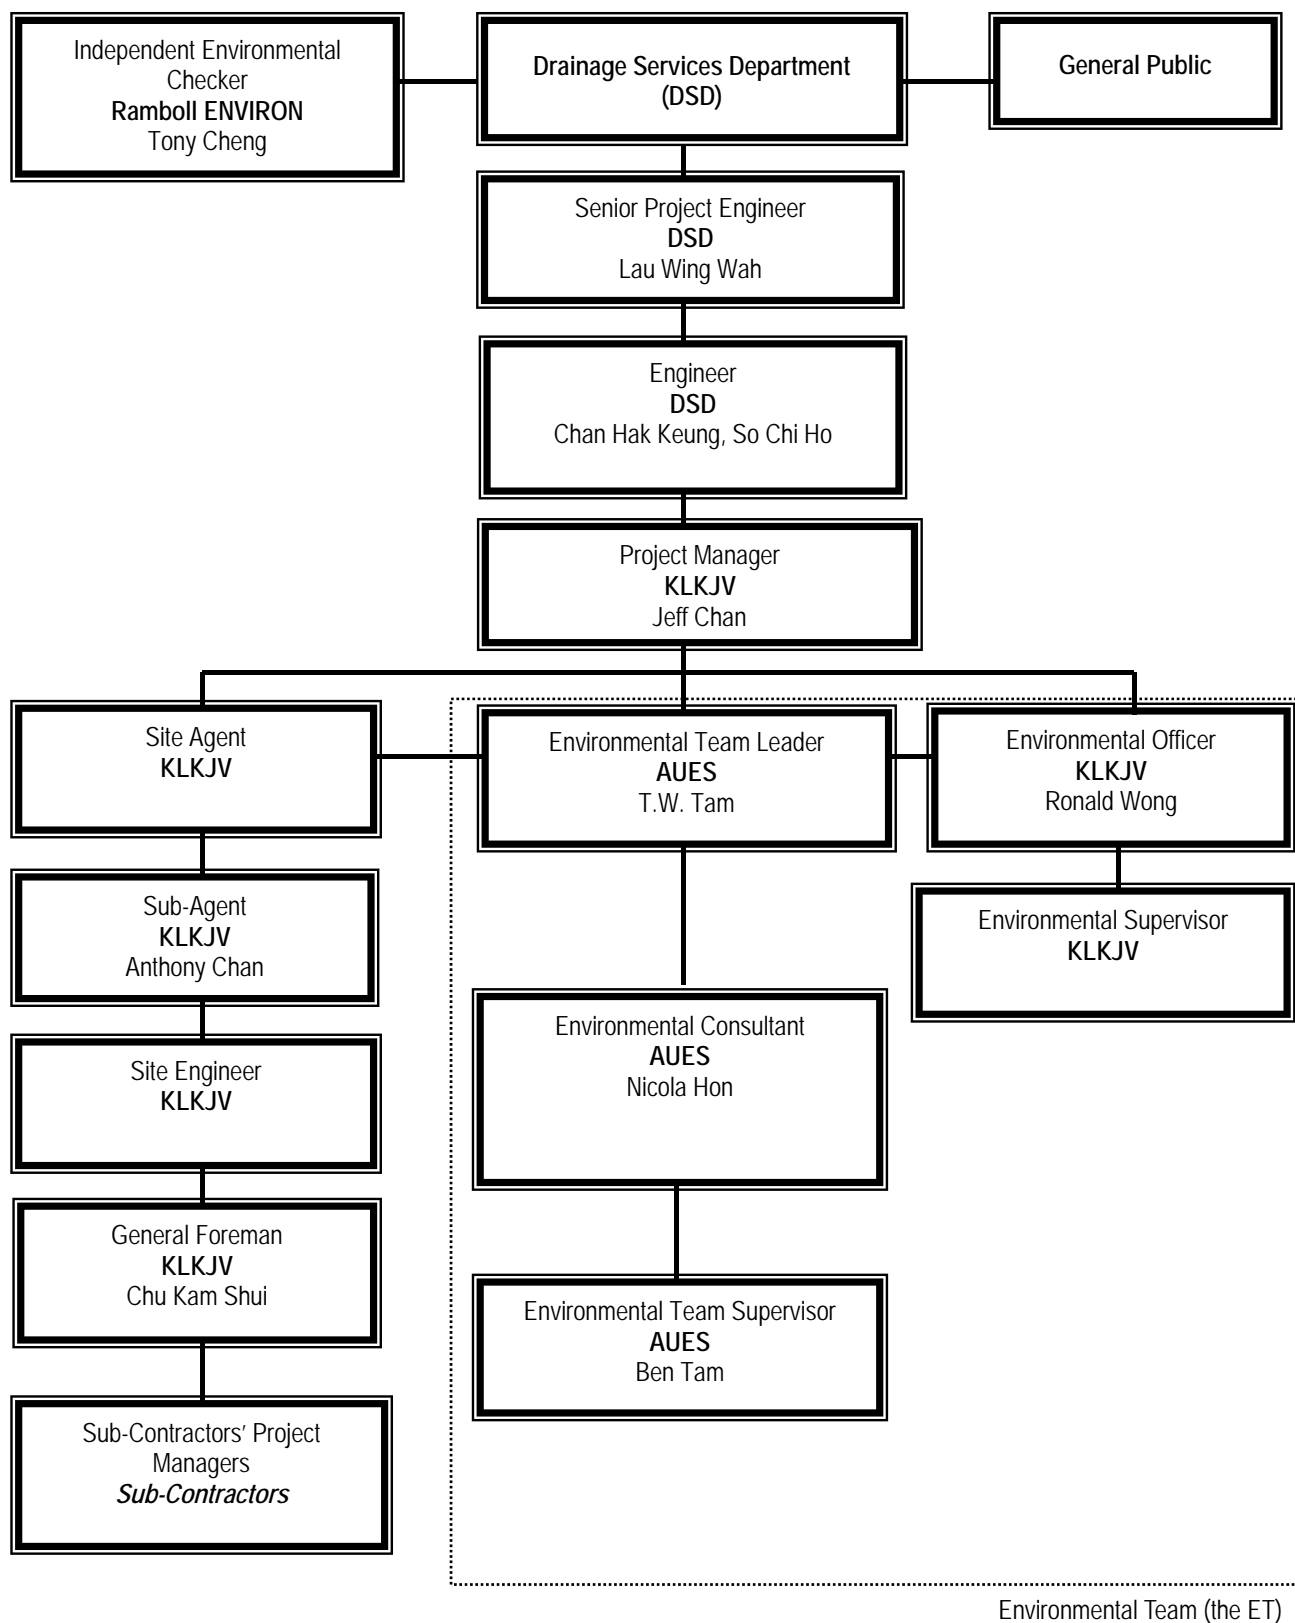 Independent Environmental
Checker
Ramboll ENVIRON
Tony Cheng
Drainage Services Department
(DSD)
General Public
Senior Project Engineer
DSD
Lau Wing Wah
Engineer
DSD
Chan Hak Keung, So Chi Ho
Project Manager
KLKJV
Jeff Chan
Site Agent
KLKJV
Environmental Team Leader
AUES
T.W. Tam
Environmental Officer
KLKJV
Ronald Wong
Sub-Agent
KLKJV
Anthony Chan
Environmental Supervisor
KLKJV
Environmental Consultant
AUES
Nicola Hon
Site Engineer
KLKJV
General Foreman
KLKJV
Chu Kam Shui
Environmental Team Supervisor
AUES
Ben Tam
Sub-Contractors’ Project
Managers
Sub-Contractors
Environmental Team (the ET)